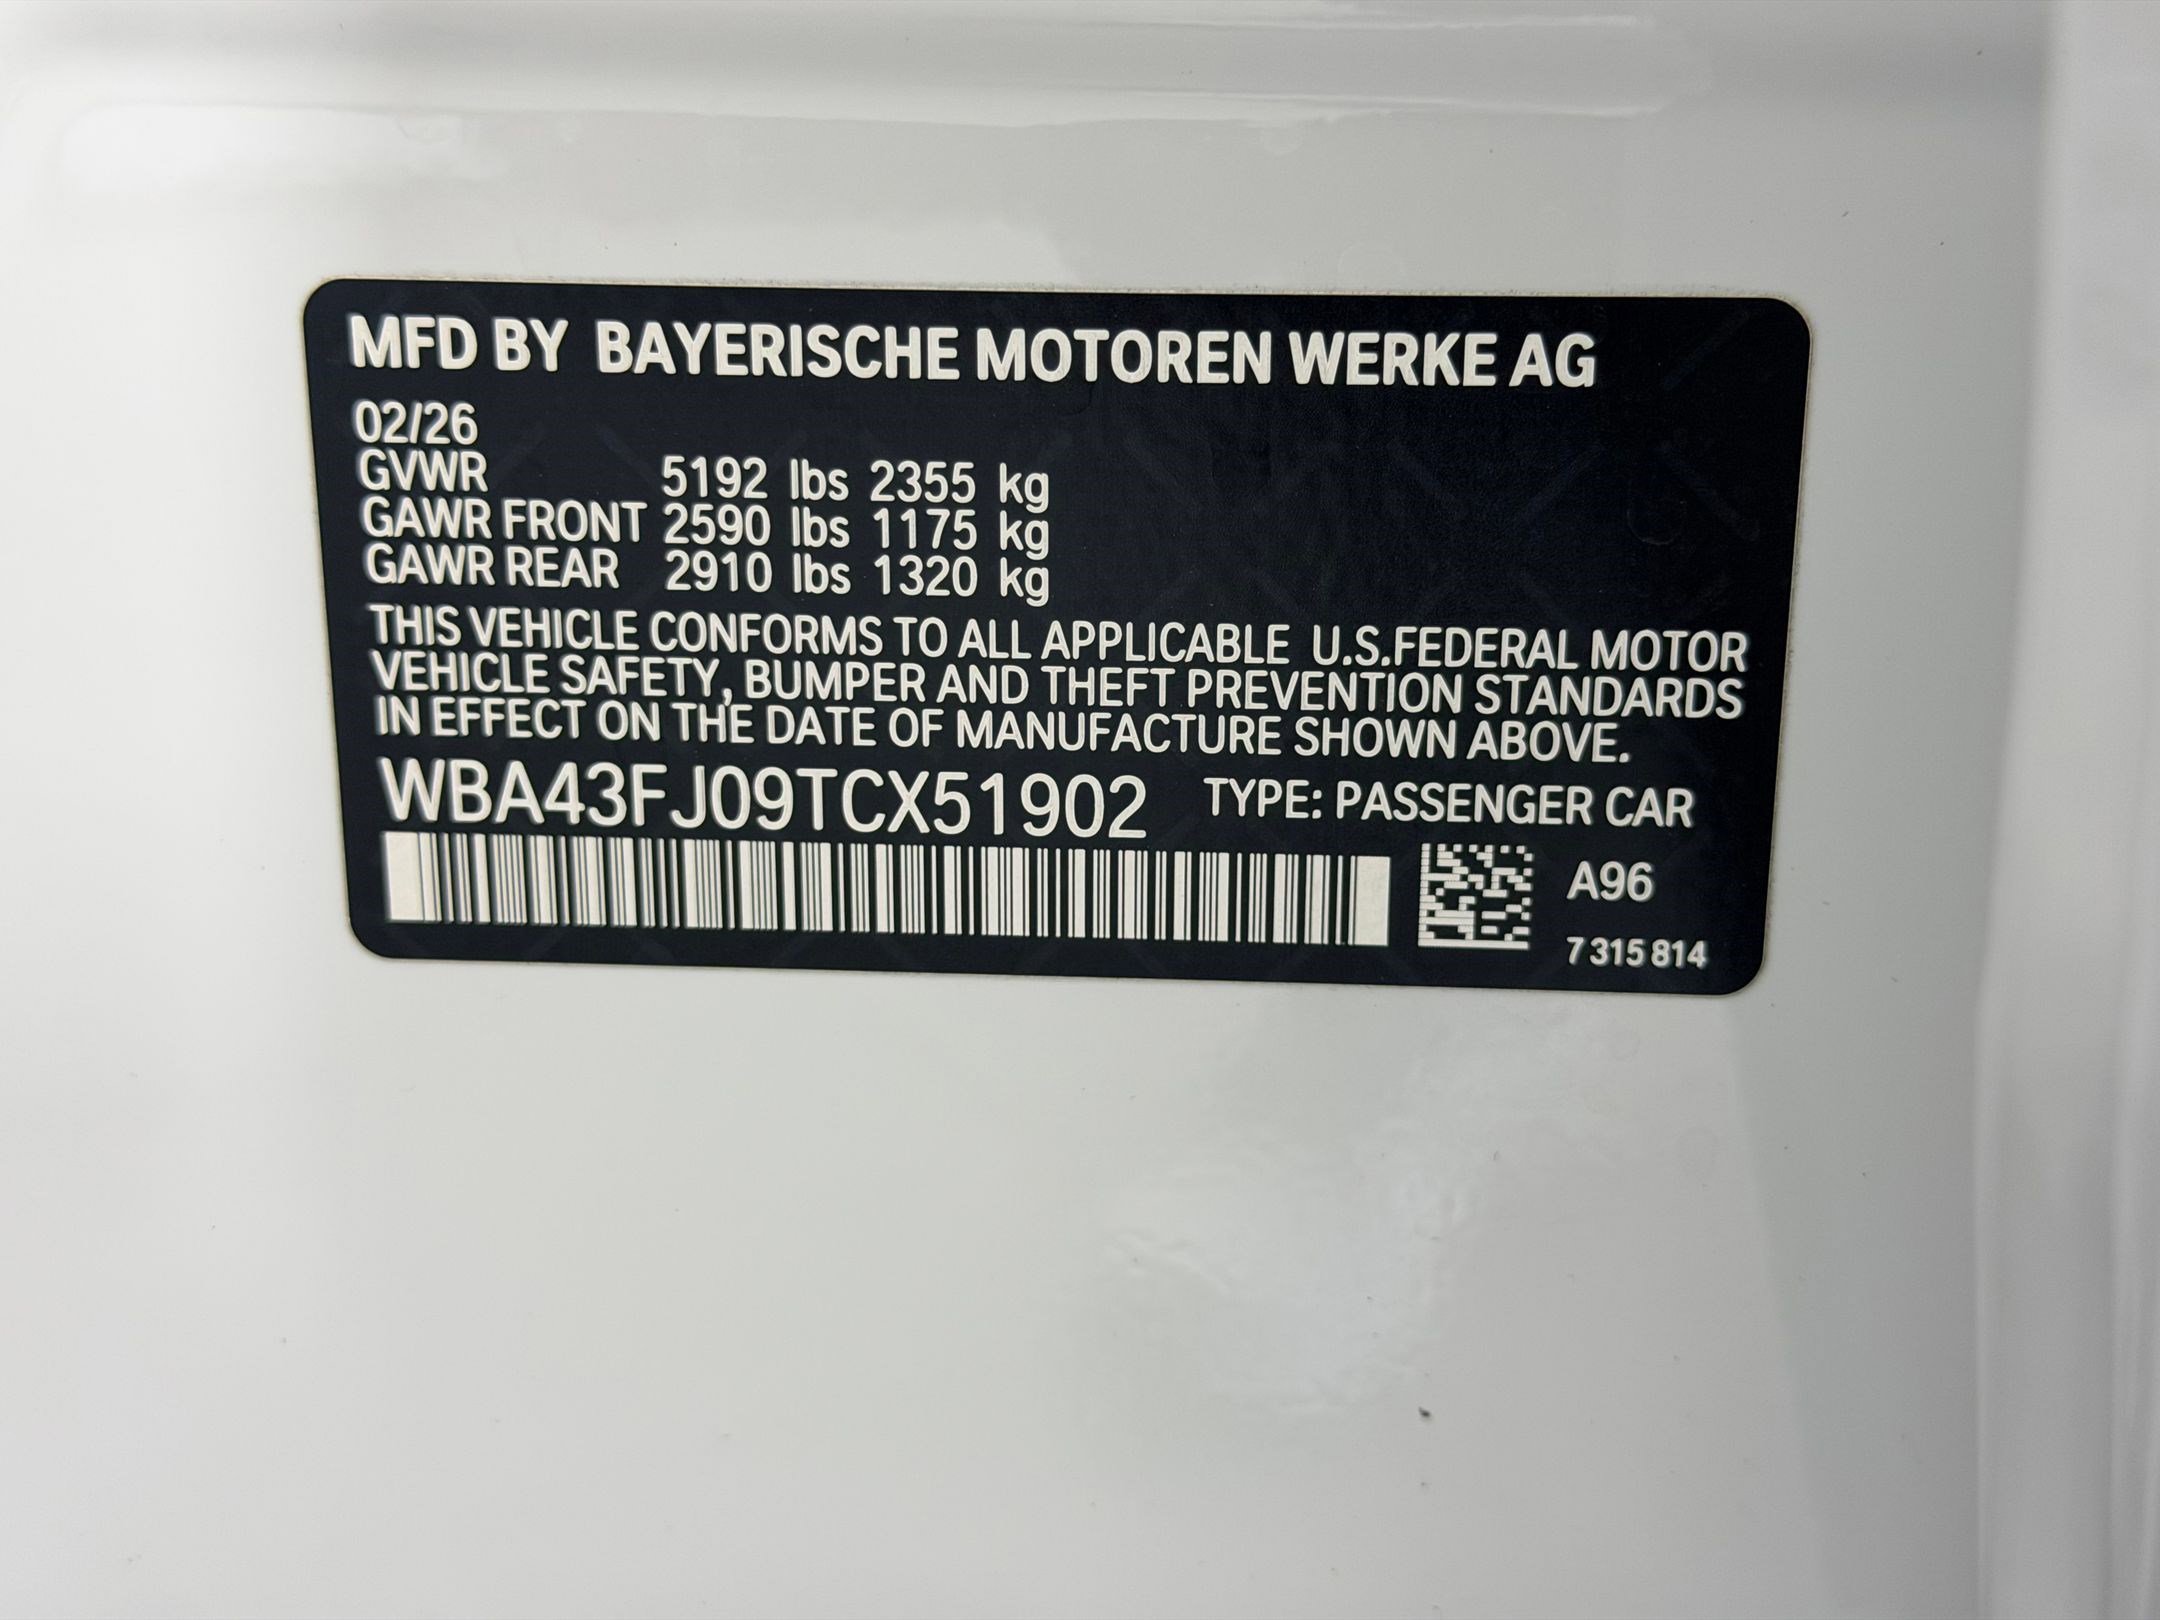 MFD BY BAYERISCHE MOTOREN WERKE AG
02/26
GVWR 5192 lbs 2355 kg
GAWR FRONT 2590 lbs 1175 kg
GAWR REAR 2910 lbs 1320 kg
THIS VEHICLE CONFORMS TO ALL APPLICABLE U.S.FEDERAL MOTOR
VEHICLE SAFETY, BUMPER AND THEFT PREVENTION STANDARDS
IN EFFECT ON THE DATE OF MANUFACTURE SHOWN ABOVE.
WBA43FJ09TCX51902 TYPE: PASSENGER CAR
A96
7 315 814